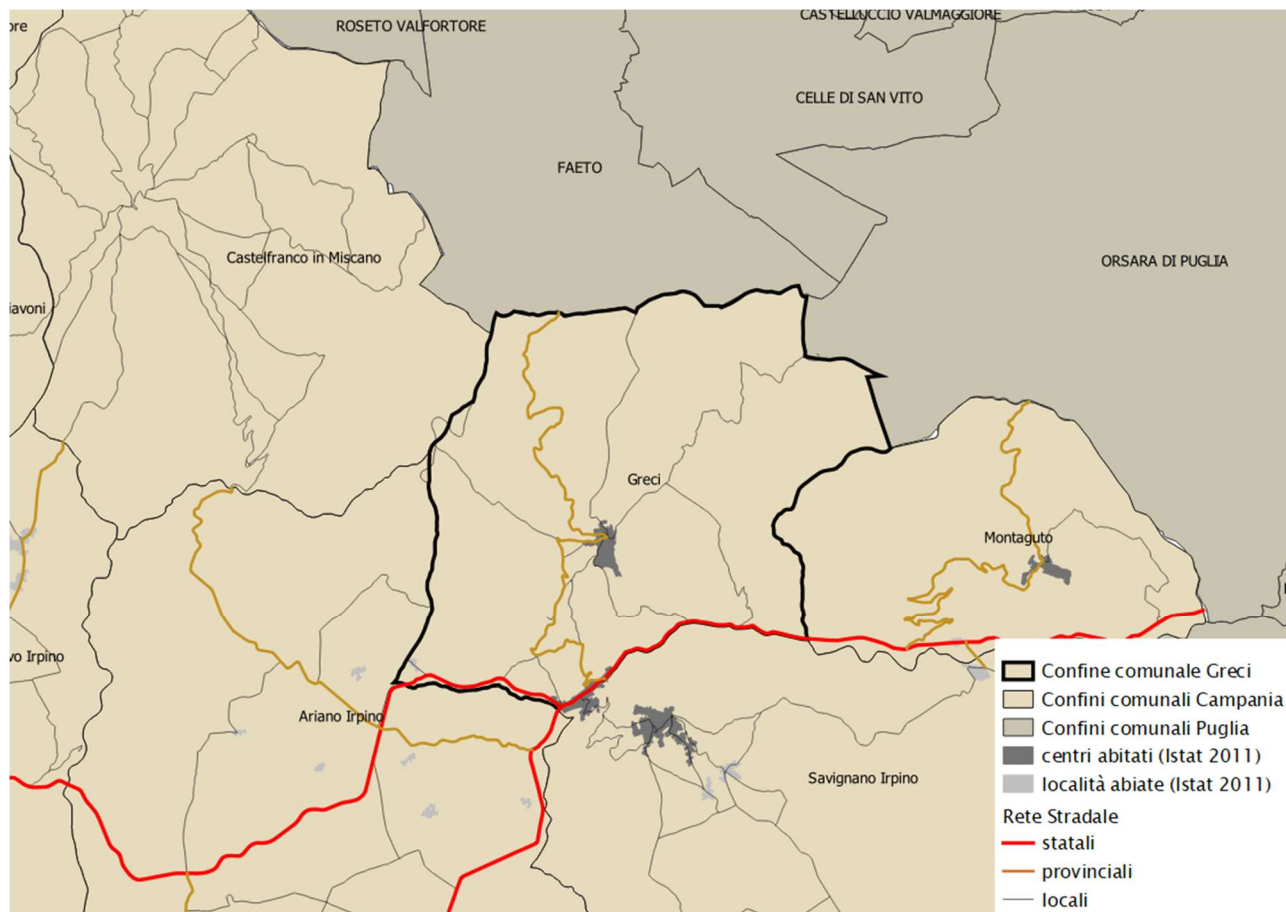 ore
ROSETO VALFORTORE
CASTELLUCCIO VALMAGGIORE
CELLE DI SAN VITO
FAETO
Castelfranco in Miscano
ORSARA DI PUGLIA
iavoni
Greci
Montaguto
vo Irpino
Ariano Irpino
Savignano Irpino
Confine comunale Greci
Confini comunali Campania
Confini comunali Puglia
centri abitati (Istat 2011)
località abiate (Istat 2011)
Rete Stradale
statali
provinciali
locali